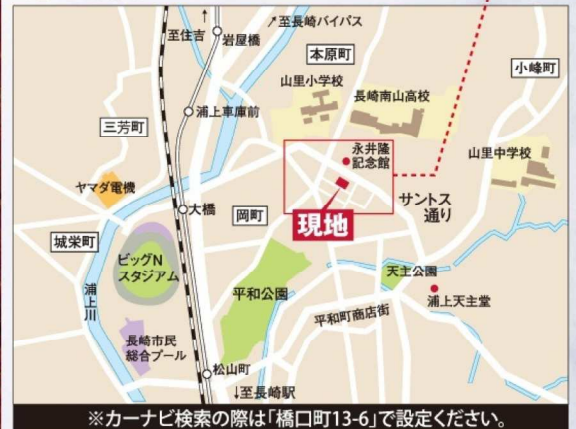 至住吉
岩屋橋
至長崎バイパス
本原町
小峰町
山里小学校
長崎南山高校
浦上車庫前
三芳町
永井隆
記念館
山里中学校
ヤマダ電機
大橋
岡町
サントス
通り
現地
城栄町
ビッグN
スタジアム
天主公園
浦上川
平和公園
浦上天主堂
平和町商店街
長崎市民
総合プール
松山町
↓至長崎駅
※カーナビ検索の際は「橋口町13-6」で設定ください。